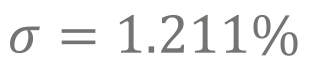 σ = 1.211%